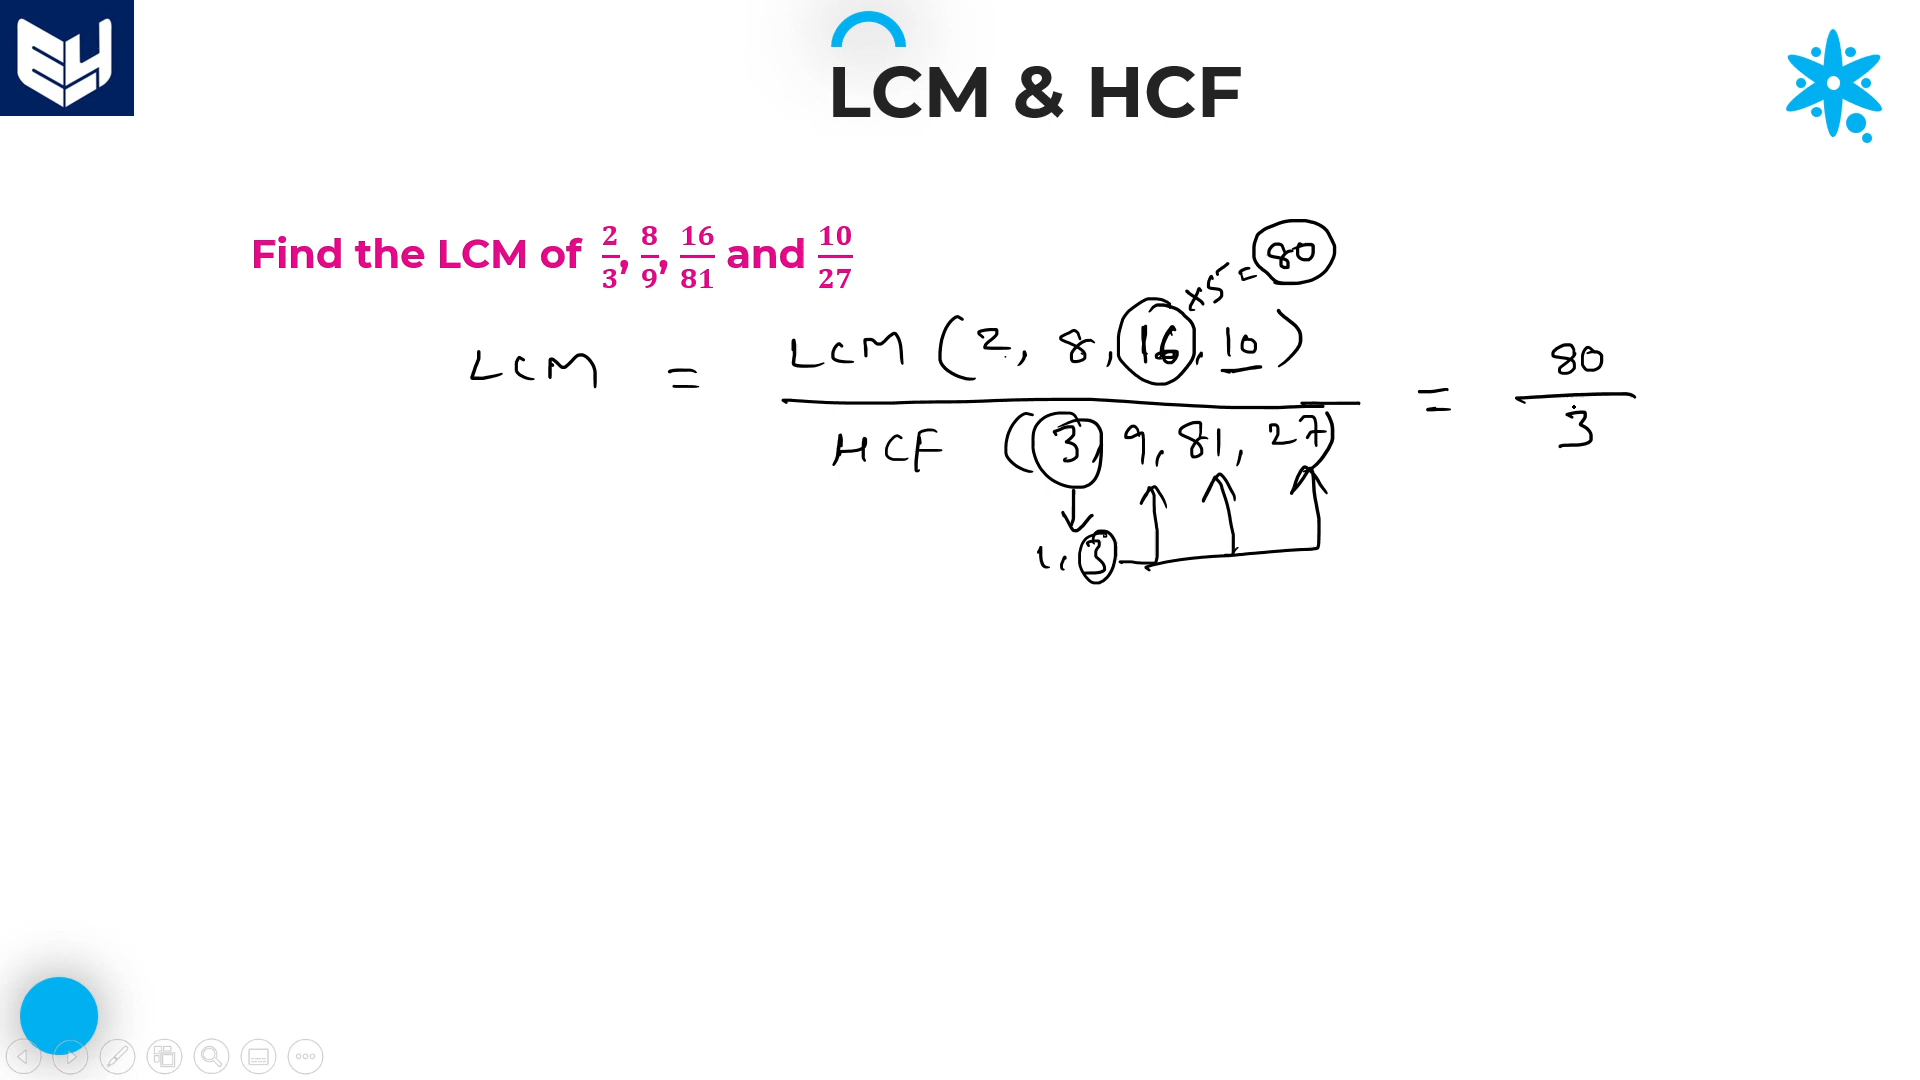 LCM & HCF
Find the LCM of 2/3, 8/9, 16/81 and 10/27
×5 = 80
LCM = LCM (2, 8, 16, 10) / HCF (3, 9, 81, 27) = 80/3
1, 3